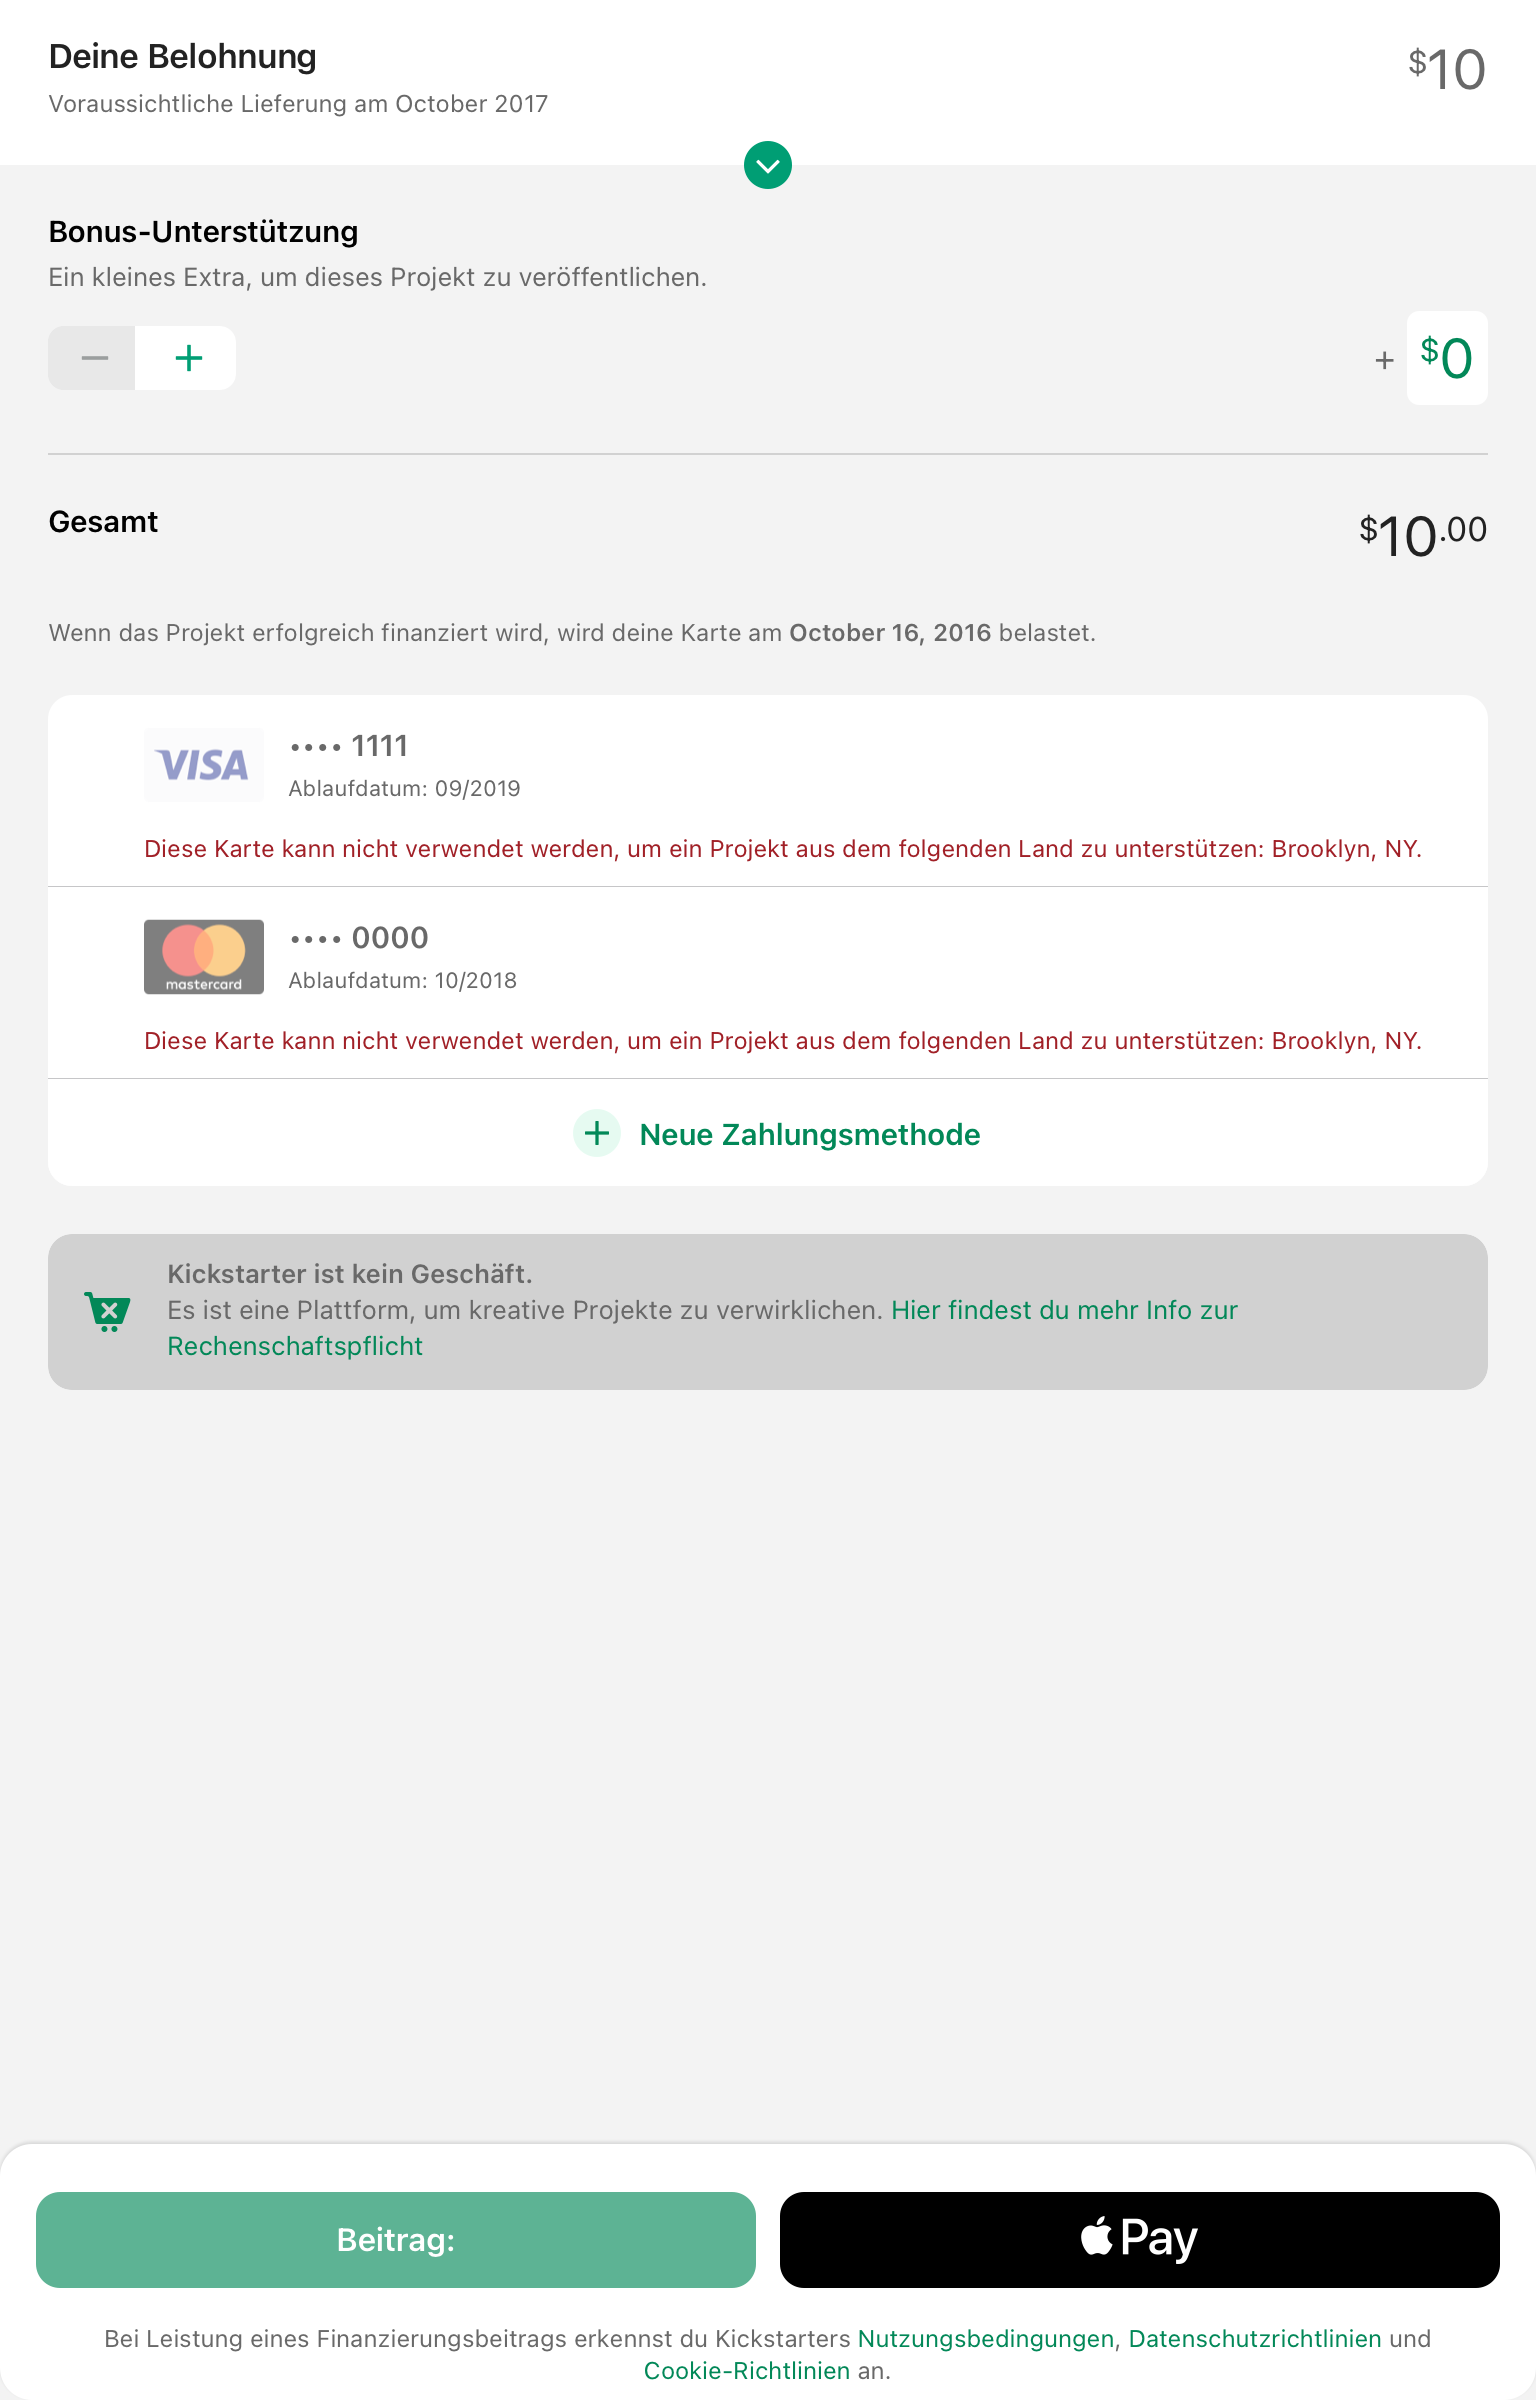 Deine Belohnung
$10
Voraussichtliche Lieferung am October 2017
Bonus-Unterstützung
Ein kleines Extra, um dieses Projekt zu veröffentlichen.
− +
+ $0
Gesamt
$10.00
Wenn das Projekt erfolgreich finanziert wird, wird deine Karte am October 16, 2016 belastet.
VISA
•••• 1111
Ablaufdatum: 09/2019
Diese Karte kann nicht verwendet werden, um ein Projekt aus dem folgenden Land zu unterstützen: Brooklyn, NY.
mastercard
•••• 0000
Ablaufdatum: 10/2018
Diese Karte kann nicht verwendet werden, um ein Projekt aus dem folgenden Land zu unterstützen: Brooklyn, NY.
+ Neue Zahlungsmethode
Kickstarter ist kein Geschäft.
Es ist eine Plattform, um kreative Projekte zu verwirklichen. Hier findest du mehr Info zur
Rechenschaftspflicht
Beitrag:
Pay
Bei Leistung eines Finanzierungsbeitrags erkennst du Kickstarters Nutzungsbedingungen, Datenschutzrichtlinien und
Cookie-Richtlinien an.